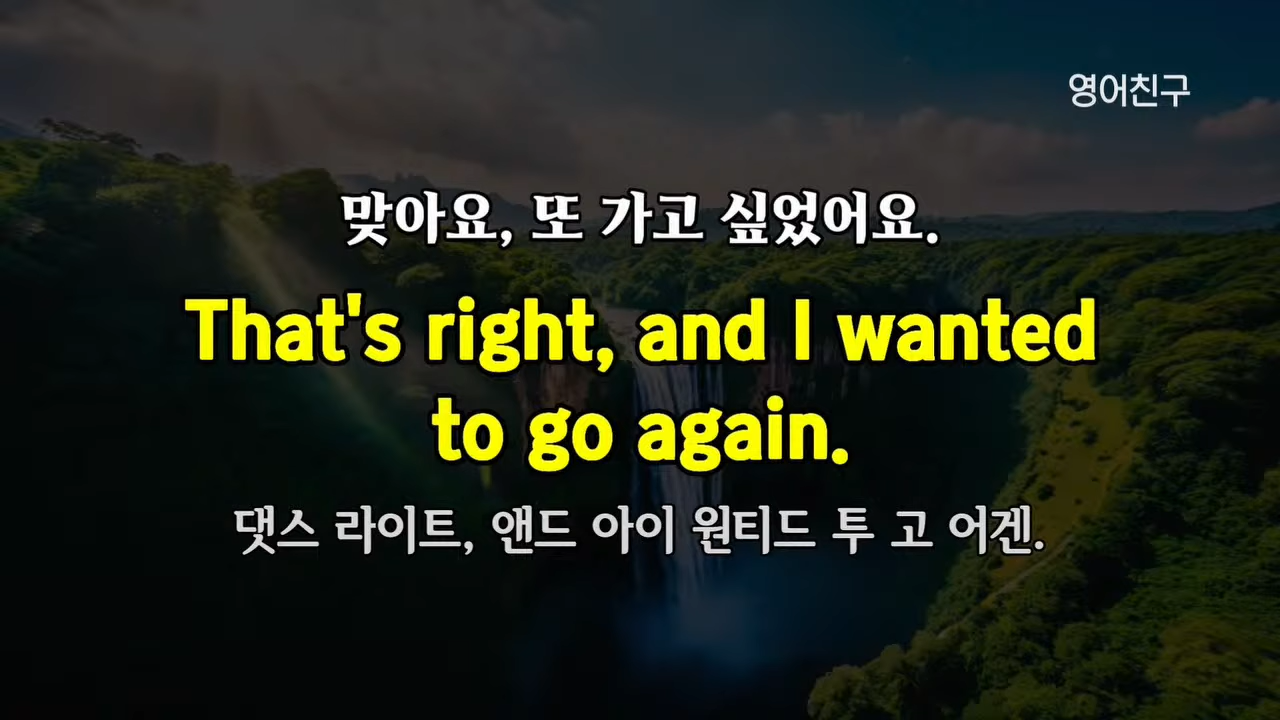 영어친구
맞아요, 또 가고 싶었어요.
That's right, and I wanted
to go again.
댓스 라이트, 앤드 아이 원티드 투 고 어겐.